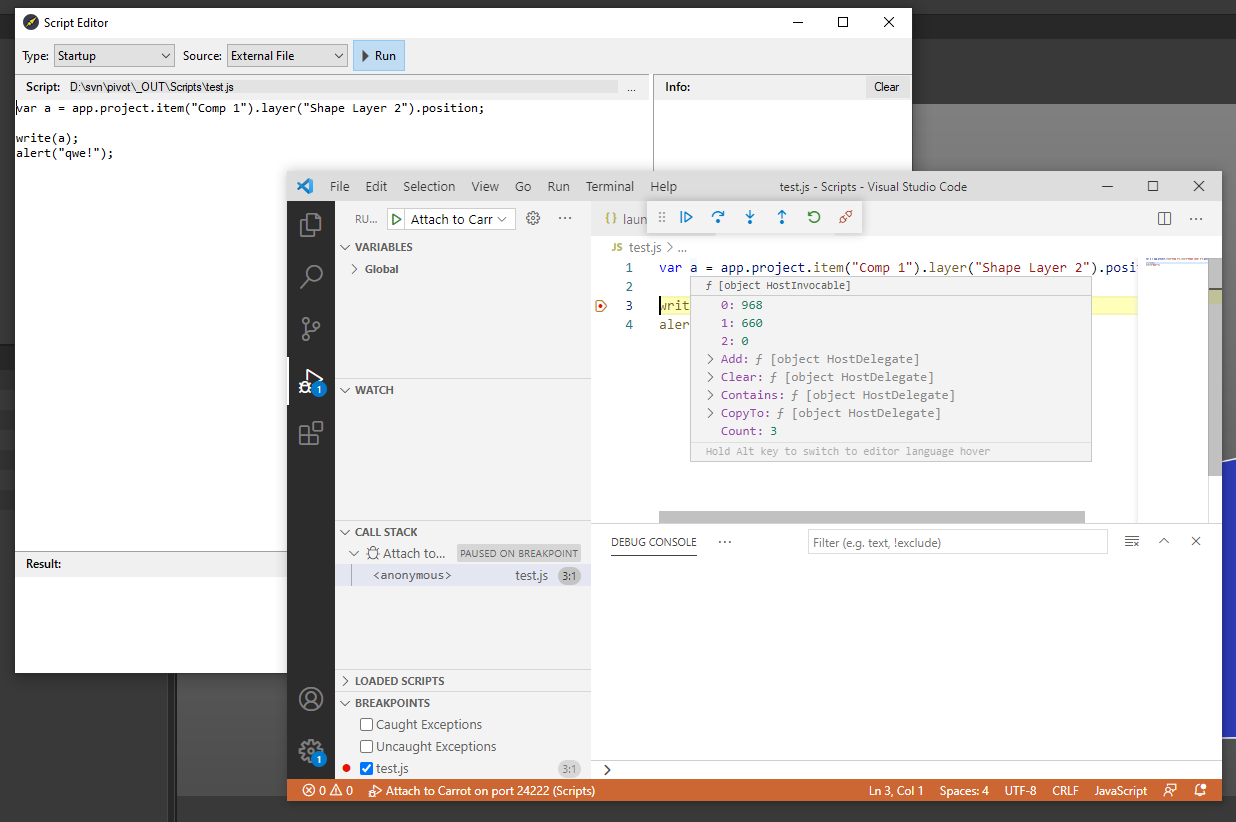 Script Editor
Type: Startup Source: External File Run
Script: D:\svn\pivot\_OUT\Scripts\test.js ... Info: Clear
var a = app.project.item("Comp 1").layer("Shape Layer 2").position;
write(a);
alert("qwe!");
Result:
File Edit Selection View Go Run Terminal Help test.js - Scripts - Visual Studio Code
RU... Attach to Carr ··· {} laun
VARIABLES
Global
WATCH
CALL STACK
Attach to... PAUSED ON BREAKPOINT
<anonymous> test.js 3:1
LOADED SCRIPTS
BREAKPOINTS
Caught Exceptions
Uncaught Exceptions
test.js 3:1
1
1
JS test.js > ...
1 var a = app.project.item("Comp 1").layer("Shape Layer 2").posit
2
3 writ
4 aler
ƒ [object HostInvocable]
0: 968
1: 660
2: 0
> Add: ƒ [object HostDelegate]
> Clear: ƒ [object HostDelegate]
> Contains: ƒ [object HostDelegate]
> CopyTo: ƒ [object HostDelegate]
Count: 3
Hold Alt key to switch to editor language hover
DEBUG CONSOLE ··· Filter (e.g. text, !exclude)
>
0 0 Attach to Carrot on port 24222 (Scripts) Ln 3, Col 1 Spaces: 4 UTF-8 CRLF JavaScript